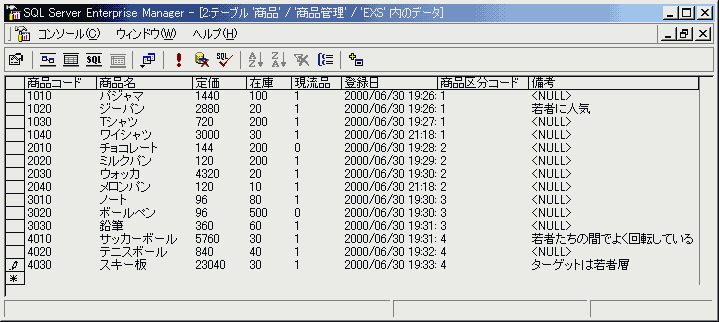 SQL Server Enterprise Manager - [2:テーブル '商品' / '商品管理' / 'EXS' 内のデータ]
コンソール(C) ウィンドウ(W) ヘルプ(H)
SQL SQL
商品コード 商品名 定価 在庫 現流品 登録日 商品区分コード 備考
1010 パジャマ 1440 100 1 2000/06/30 19:26: 1 <NULL>
1020 ジーパン 2880 20 1 2000/06/30 19:26: 1 若者に人気
1030 Tシャツ 720 200 1 2000/06/30 19:27: 1 <NULL>
1040 ワイシャツ 3000 30 1 2000/06/30 21:18: 1 <NULL>
2010 チョコレート 144 200 0 2000/06/30 19:28: 2 <NULL>
2020 ミルクパン 120 200 1 2000/06/30 19:29: 2 <NULL>
2030 ウォッカ 4320 20 1 2000/06/30 19:29: 2 <NULL>
2040 メロンパン 120 10 1 2000/06/30 21:18: 2 <NULL>
3010 ノート 96 80 1 2000/06/30 19:30: 3 <NULL>
3020 ボールペン 96 500 0 2000/06/30 19:30: 3 <NULL>
3030 鉛筆 360 60 1 2000/06/30 19:31: 3 <NULL>
4010 サッカーボール 5760 30 1 2000/06/30 19:31: 4 若者たちの間でよく回転している
4020 テニスボール 840 40 1 2000/06/30 19:32: 4 <NULL>
4030 スキー板 23040 30 1 2000/06/30 19:33: 4 ターゲットは若者層